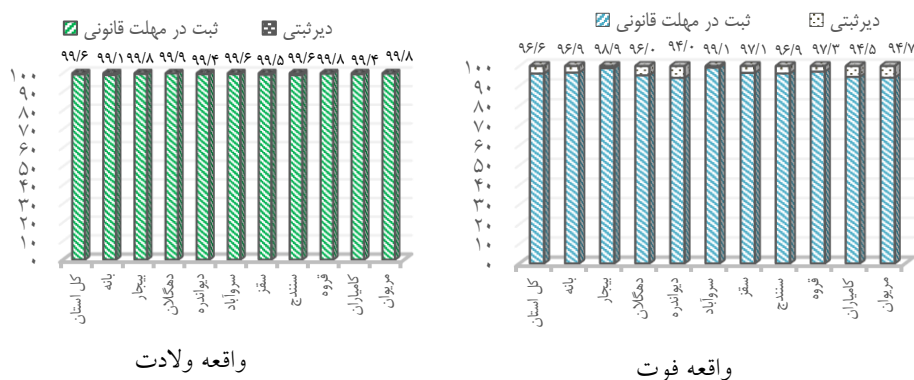 ثبت در مهلت قانونی دیرثبتی
۹۴/۷ ۹۴/۵ ۹۷/۳ ۹۶/۹ ۹۷/۱ ۹۹/۱ ۹۴/۰ ۹۶/۰ ۹۸/۹ ۹۶/۹ ۹۶/۶
۱۰۰
۹۰
۸۰
۷۰
۶۰
۵۰
۴۰
۳۰
۲۰
۱۰
۰
کل استان
بانه
بیجار
دهگلان
دیواندره
سروآباد
سقز
سنندج
قروه
کامیاران
مریوان
واقعه فوت
ثبت در مهلت قانونی دیرثبتی
۹۹/۸ ۹۹/۴ ۹۹/۸ ۹۹/۶ ۹۹/۵ ۹۹/۶ ۹۹/۴ ۹۹/۹ ۹۹/۸ ۹۹/۱ ۹۹/۶
۱۰۰
۹۰
۸۰
۷۰
۶۰
۵۰
۴۰
۳۰
۲۰
۱۰
۰
کل استان
بانه
بیجار
دهگلان
دیواندره
سروآباد
سقز
سنندج
قروه
کامیاران
مریوان
واقعه ولادت